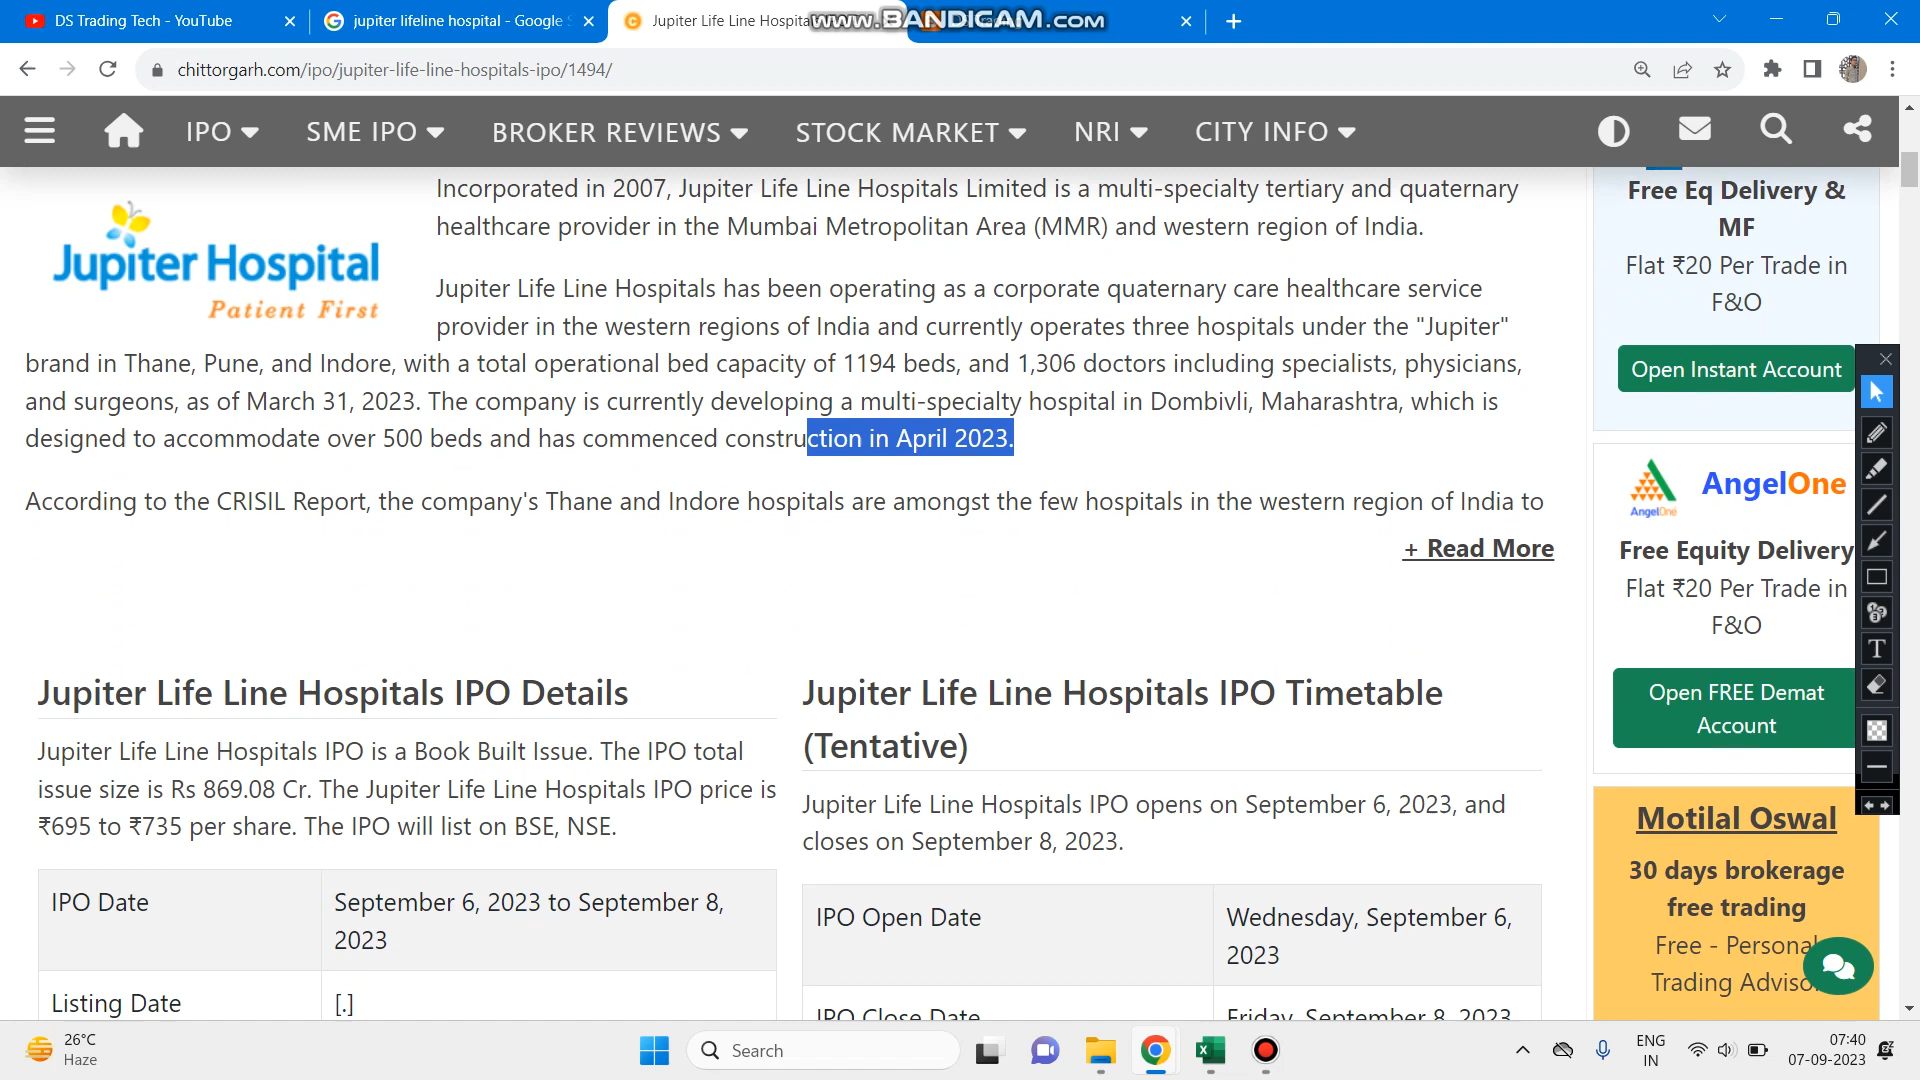 DS Trading Tech - YouTube
jupiter lifeline hospital - Google
Jupiter Life Line Hospita
www.BANDICAM.com
chittorgarh.com/ipo/jupiter-life-line-hospitals-ipo/1494/
IPO
SME IPO
BROKER REVIEWS
STOCK MARKET
NRI
CITY INFO
Jupiter Hospital
Patient First
Incorporated in 2007, Jupiter Life Line Hospitals Limited is a multi-specialty tertiary and quaternary
healthcare provider in the Mumbai Metropolitan Area (MMR) and western region of India.
Jupiter Life Line Hospitals has been operating as a corporate quaternary care healthcare service
provider in the western regions of India and currently operates three hospitals under the "Jupiter"
brand in Thane, Pune, and Indore, with a total operational bed capacity of 1194 beds, and 1,306 doctors including specialists, physicians,
and surgeons, as of March 31, 2023. The company is currently developing a multi-specialty hospital in Dombivli, Maharashtra, which is
designed to accommodate over 500 beds and has commenced construction in April 2023.
According to the CRISIL Report, the company's Thane and Indore hospitals are amongst the few hospitals in the western region of India to
+ Read More
Jupiter Life Line Hospitals IPO Details
Jupiter Life Line Hospitals IPO is a Book Built Issue. The IPO total
issue size is Rs 869.08 Cr. The Jupiter Life Line Hospitals IPO price is
₹695 to ₹735 per share. The IPO will list on BSE, NSE.
IPO Date
September 6, 2023 to September 8,
2023
Listing Date
[.]
Jupiter Life Line Hospitals IPO Timetable
(Tentative)
Jupiter Life Line Hospitals IPO opens on September 6, 2023, and
closes on September 8, 2023.
IPO Open Date
Wednesday, September 6,
2023
IPO Close Date
Friday, September 8, 2023
Free Eq Delivery &
MF
Flat ₹20 Per Trade in
F&O
Open Instant Account
AngelOne
AngelOne
Free Equity Delivery
Flat ₹20 Per Trade in
F&O
Open FREE Demat
Account
Motilal Oswal
30 days brokerage
free trading
Free - Personal
Trading Advisor
T
26°C
Haze
Search
ENG
IN
07:40
07-09-2023